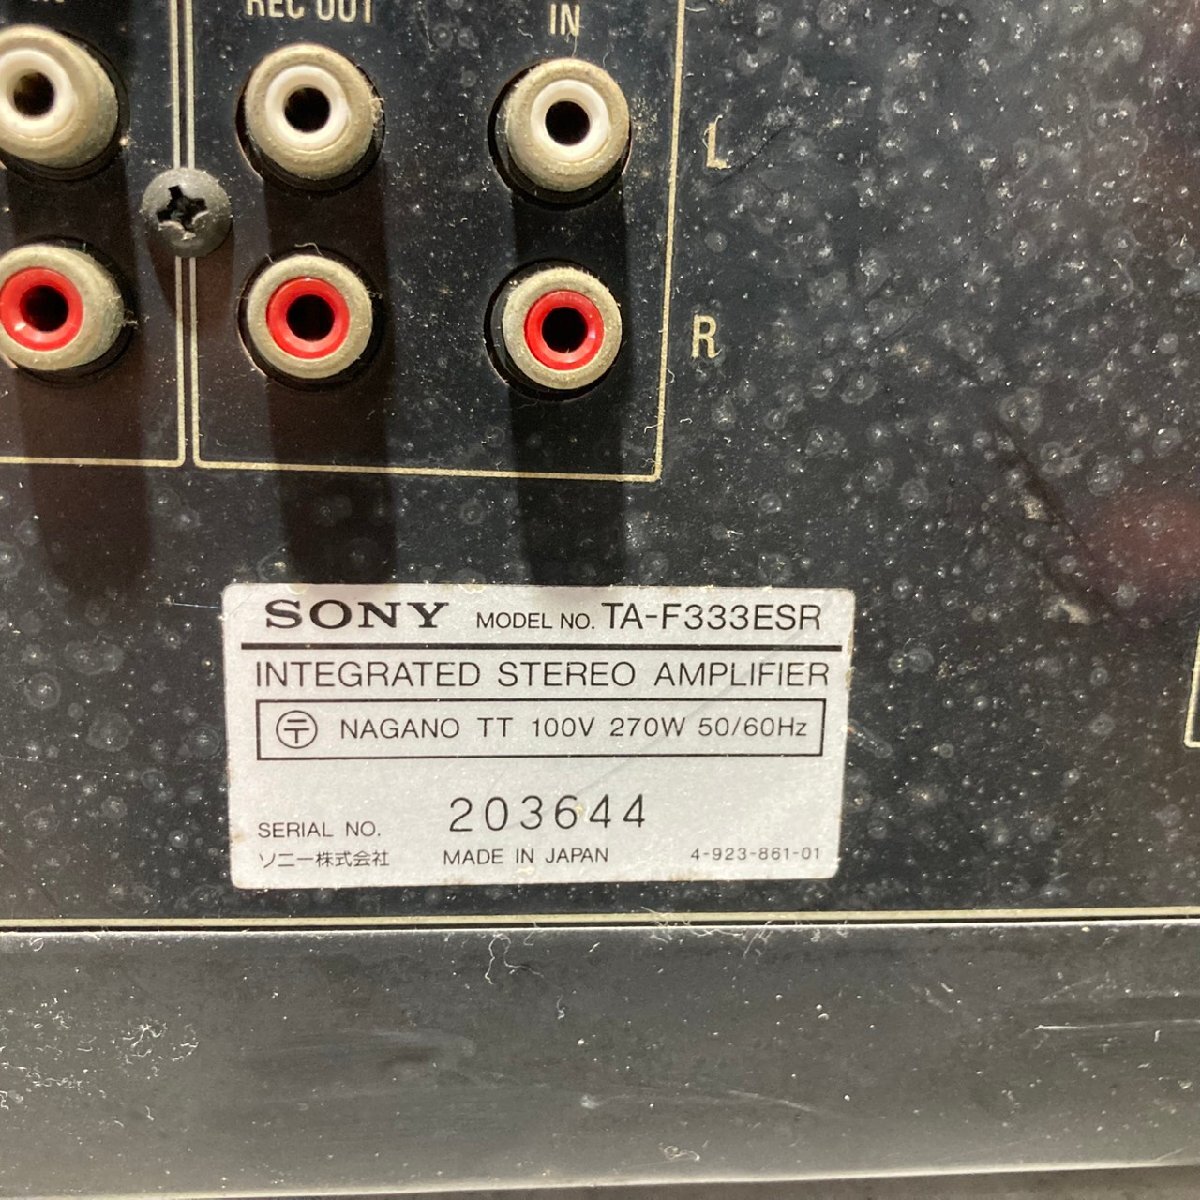 REC OUT
IN
L
R
SONY MODEL NO. TA-F333ESR
INTEGRATED STEREO AMPLIFIER
〒 NAGANO TT 100V 270W 50/60Hz
SERIAL NO. 203644
ソニー株式会社 MADE IN JAPAN 4-923-861-01